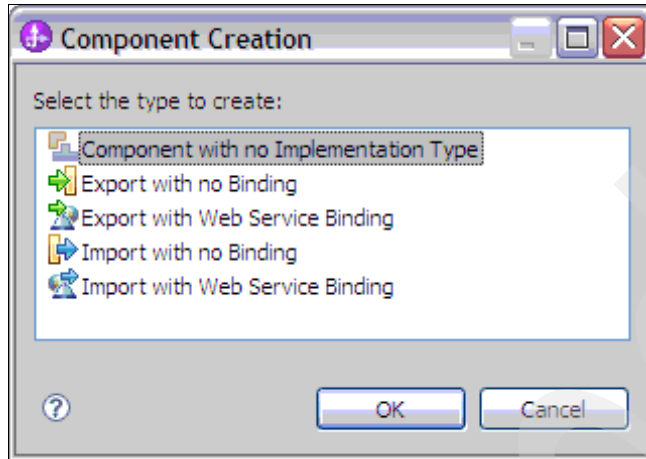 Component Creation
Select the type to create:
Component with no Implementation Type
Export with no Binding
Export with Web Service Binding
Import with no Binding
Import with Web Service Binding
?
OK
Cancel